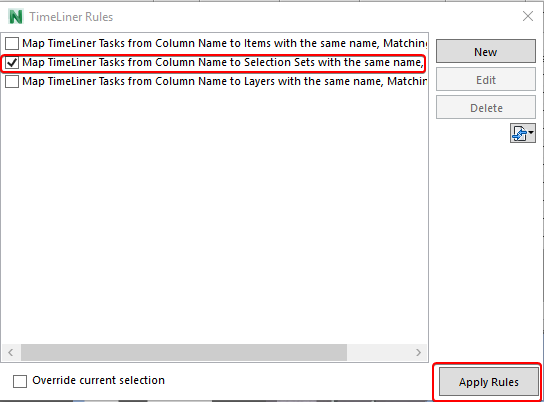 TimeLiner Rules
Map TimeLiner Tasks from Column Name to Items with the same name, Matching
Map TimeLiner Tasks from Column Name to Selection Sets with the same name,
Map TimeLiner Tasks from Column Name to Layers with the same name, Matching
New
Edit
Delete
Override current selection
Apply Rules